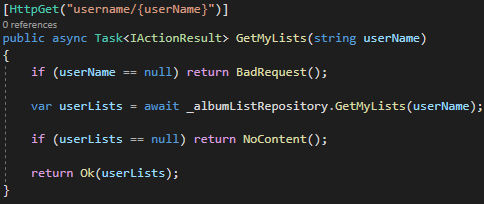 [HttpGet("username/{userName}")]
0 references
public async Task<IActionResult> GetMyLists(string userName)
{
if (userName == null) return BadRequest();
var userLists = await _albumListRepository.GetMyLists(userName);
if (userLists == null) return NoContent();
return Ok(userLists);
}